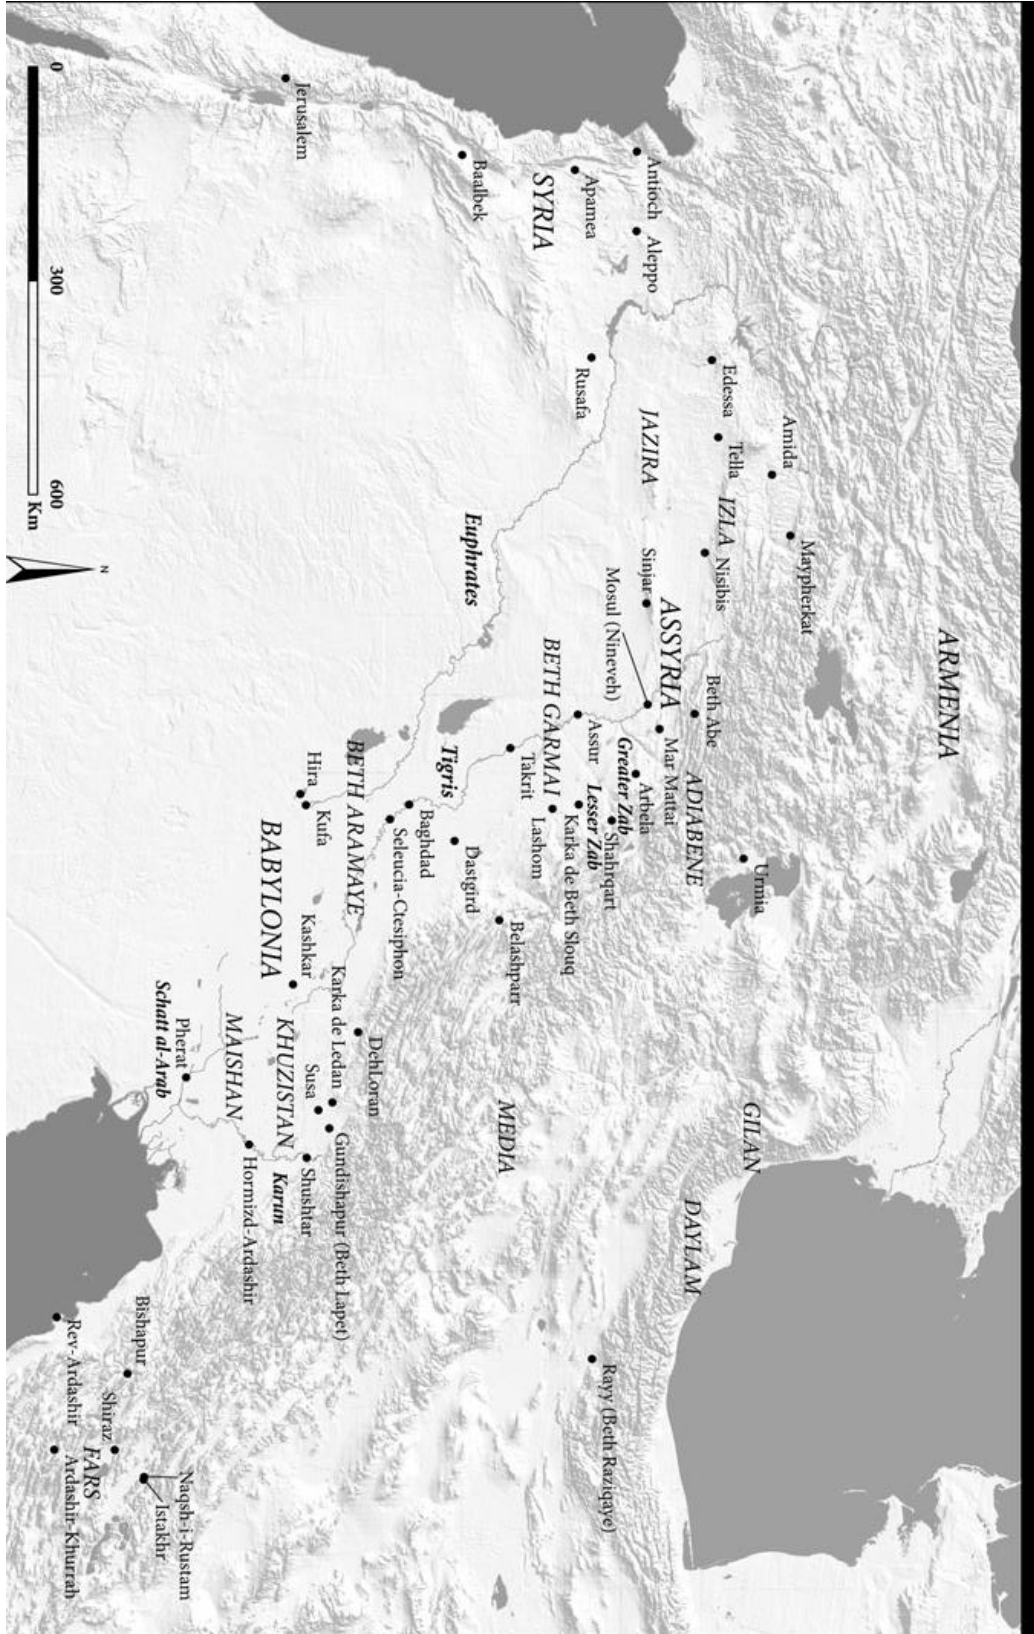 ARMENIA
Amida
Maypherkat
Edessa
Tella
IZLA
Nisibis
Urmia
GILAN
DAYLAM
Antioch
Aleppo
JAZIRA
Sinjar
ASSYRIA
Beth Abe
Mosul (Nineveh)
Mar Mattai
ADIABENE
Greater Zab
Arbela
Apamea
SYRIA
Rusafa
Assur
Lesser Zab
Shahrqart
BETH GARMAI
Karka de Beth Slouq
Takrit
Lashom
Rayy (Beth Raziqaye)
Baalbek
Euphrates
Tigris
Dastgird
Belashparr
MEDIA
Baghdad
Seleucia-Ctesiphon
BETH ARAMAYE
Jerusalem
Hira
Kufa
BABYLONIA
Kashkar
DehLoran
Karka de Ledan
Susa
Gundishapur (Beth Lapet)
KHUZISTAN
Shushtar
Karun
MAISHAN
Hormizd-Ardashir
Pherat
Schatt al-Arab
Bishapur
Rev-Ardashir
Shiraz
FARS
Naqsh-i-Rustam
Istakhr
Ardashir-Khurrah
0 300 600
Km
N